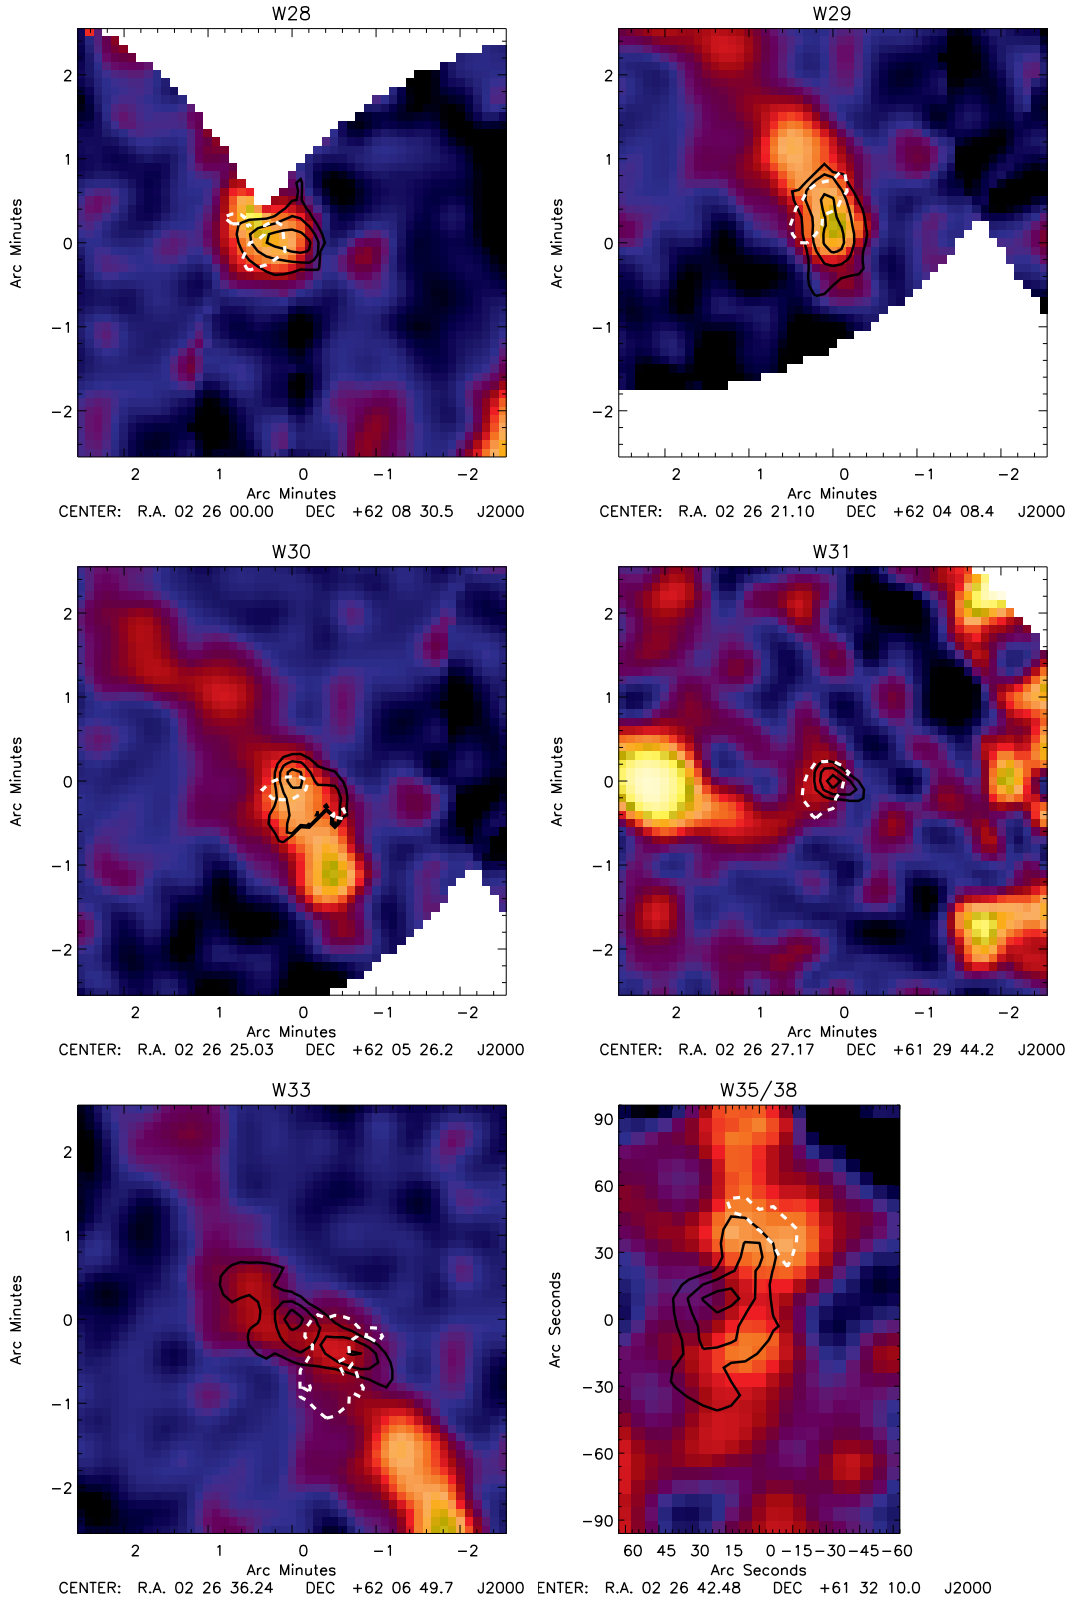 W28
2
1
0
−1
−2
Arc Minutes
2 1 0 −1 −2
Arc Minutes
CENTER: R.A. 02 26 00.00 DEC +62 08 30.5 J2000
W29
2
1
0
−1
−2
Arc Minutes
2 1 0 −1 −2
Arc Minutes
CENTER: R.A. 02 26 21.10 DEC +62 04 08.4 J2000
W30
2
1
0
−1
−2
Arc Minutes
2 1 0 −1 −2
Arc Minutes
CENTER: R.A. 02 26 25.03 DEC +62 05 26.2 J2000
W31
2
1
0
−1
−2
Arc Minutes
2 1 0 −1 −2
Arc Minutes
CENTER: R.A. 02 26 27.17 DEC +61 29 44.2 J2000
W33
2
1
0
−1
−2
Arc Minutes
2 1 0 −1 −2
Arc Minutes
CENTER: R.A. 02 26 36.24 DEC +62 06 49.7 J2000
W35/38
90
60
30
0
−30
−60
−90
Arc Seconds
60 45 30 15 0 −15−30−45−60
Arc Seconds
ENTER: R.A. 02 26 42.48 DEC +61 32 10.0 J2000